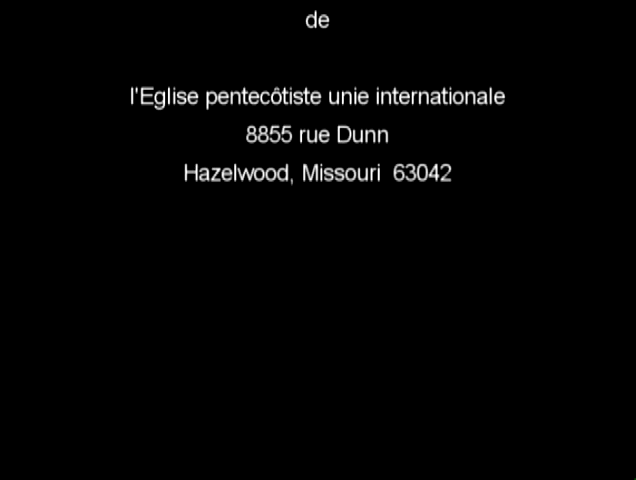 de
l'Eglise pentecôtiste unie internationale
8855 rue Dunn
Hazelwood, Missouri  63042